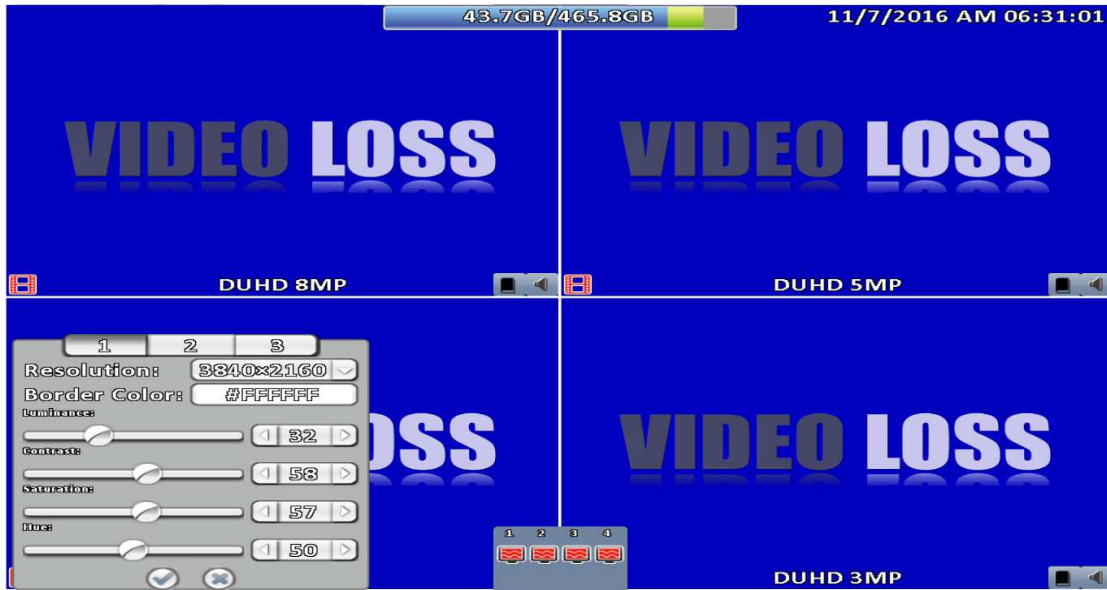 43.7GB/465.8GB
11/7/2016 AM 06:31:01
VIDEO LOSS
VIDEO LOSS
DUHD 8MP
DUHD 5MP
1 2 3
Resolution: 3840×2160
Border Color: #FFFFFF
Luminance:
32
Contrast:
58
Saturation:
57
Hue:
50
OSS
VIDEO LOSS
1 2 3 4
DUHD 3MP